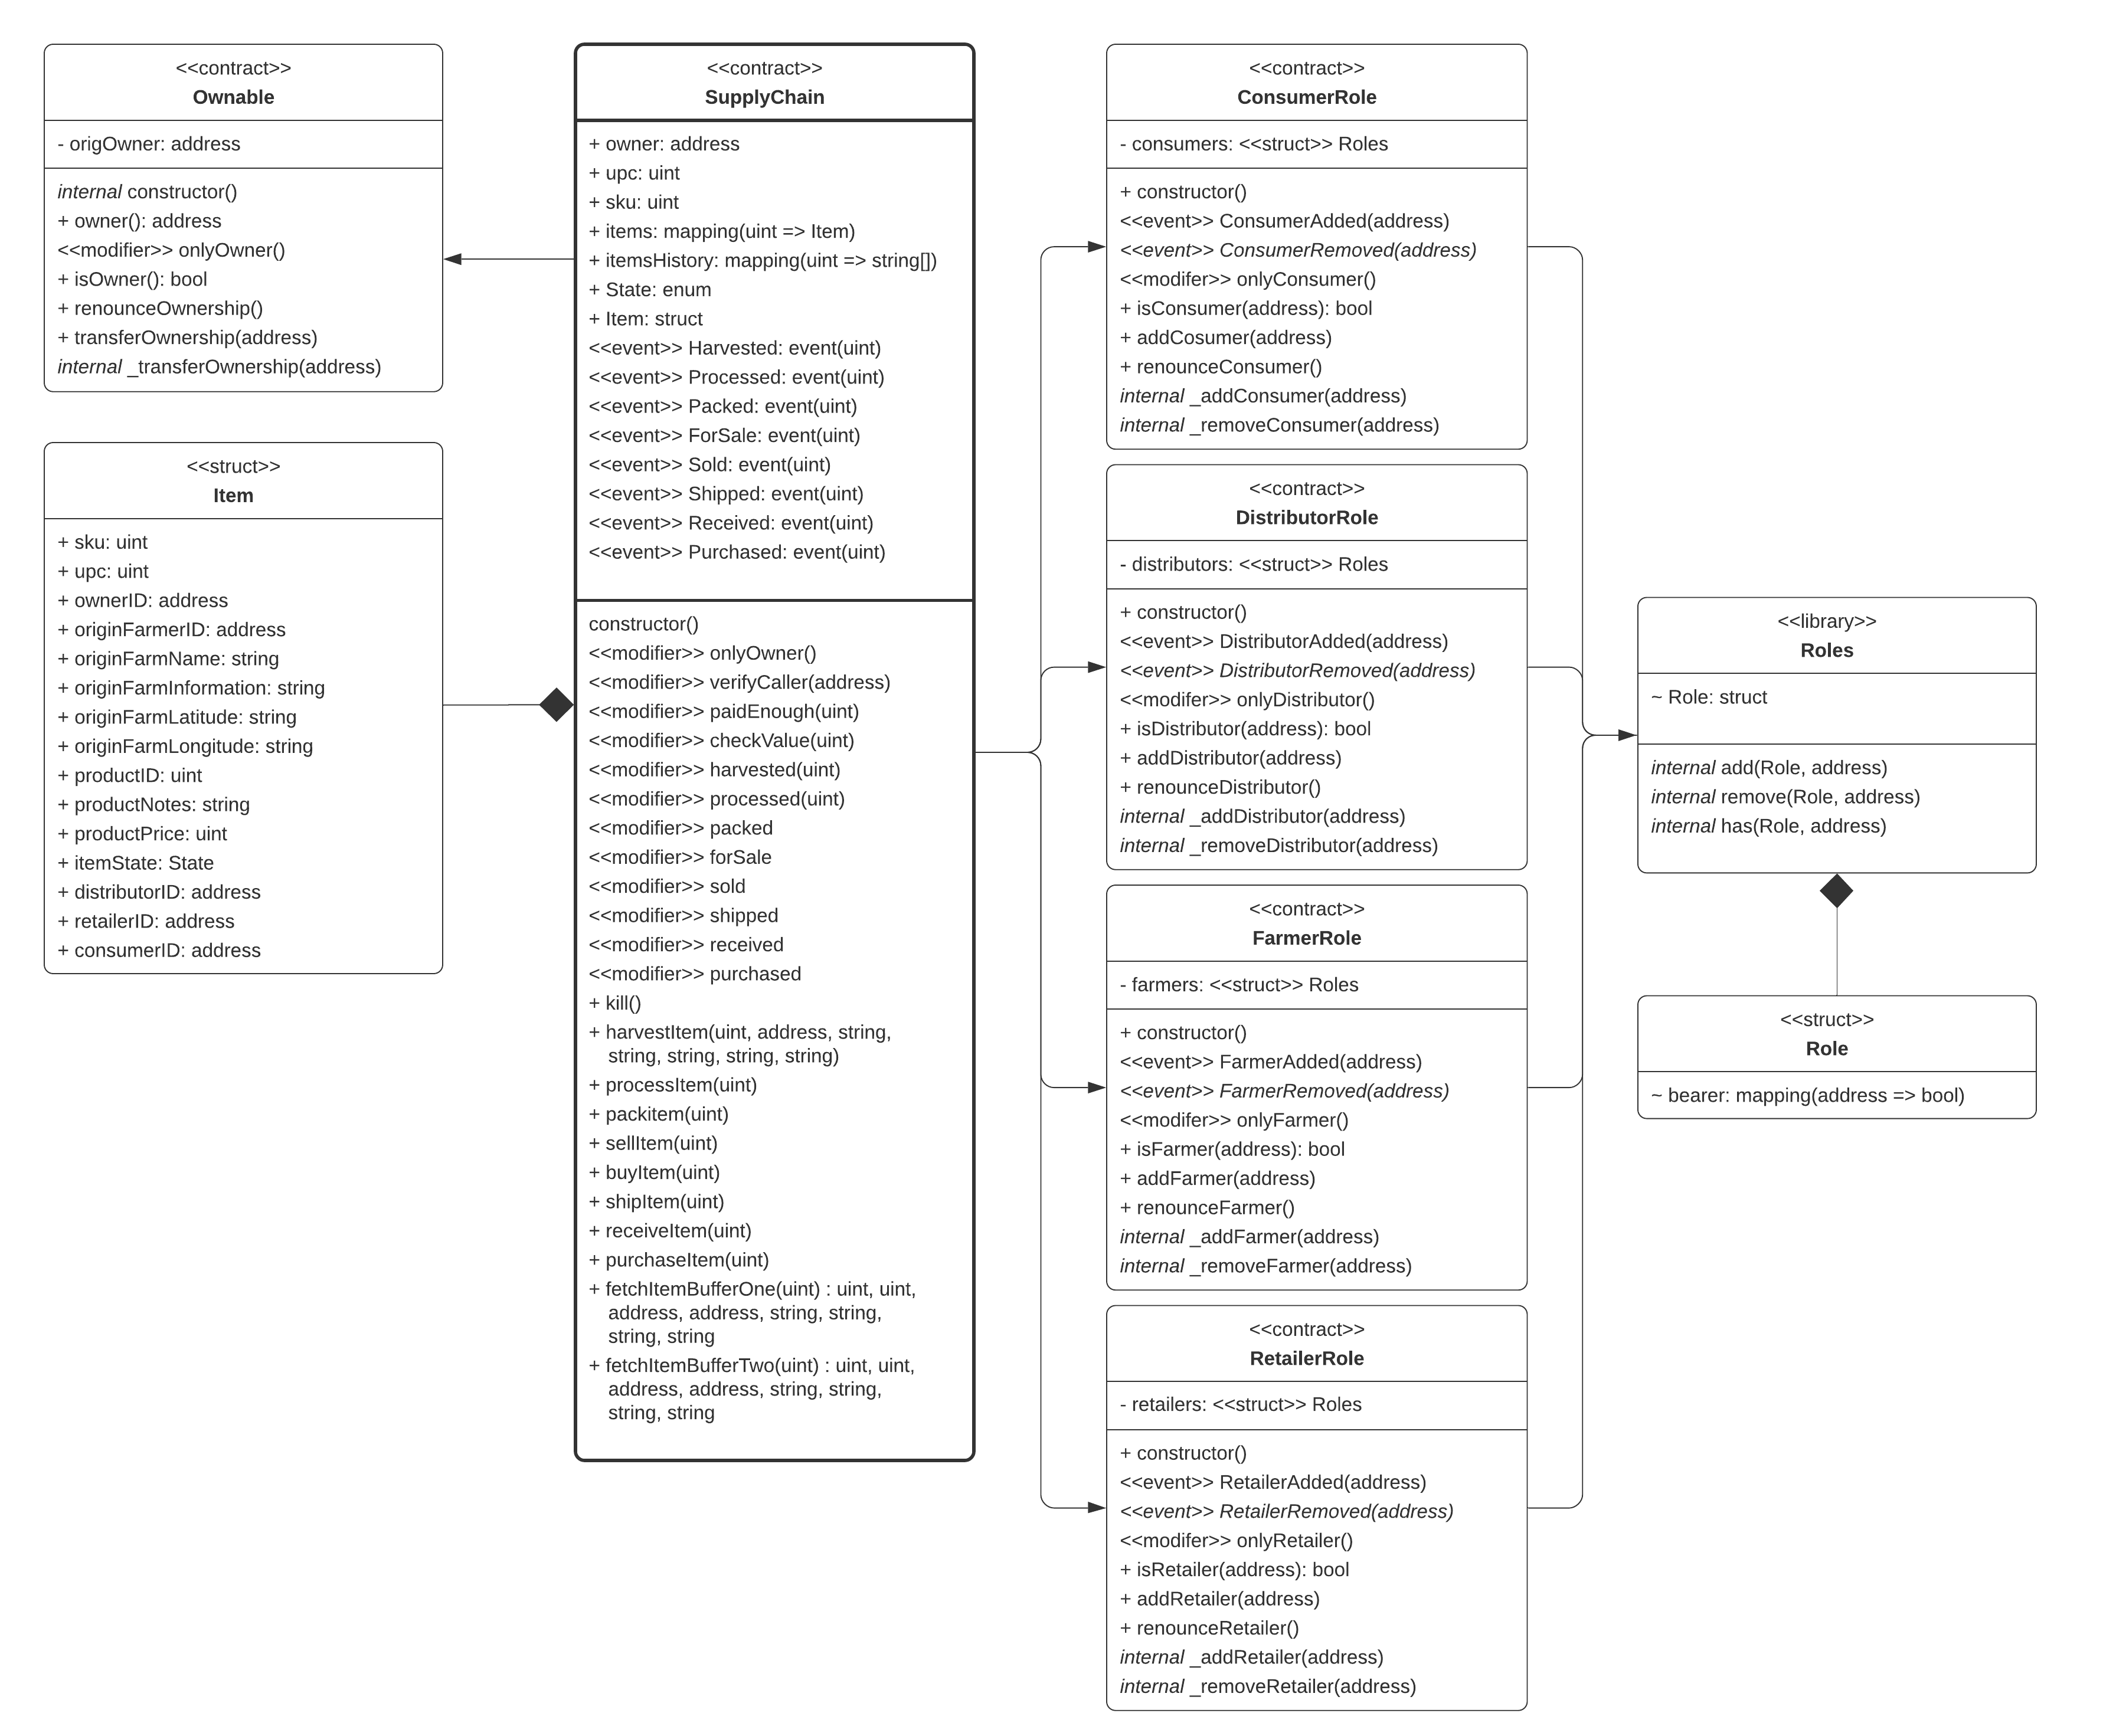 <<contract>>
Ownable
- origOwner: address
internal constructor()
+ owner(): address
<<modifier>> onlyOwner()
+ isOwner(): bool
+ renounceOwnership()
+ transferOwnership(address)
internal _transferOwnership(address)
<<struct>>
Item
+ sku: uint
+ upc: uint
+ ownerID: address
+ originFarmerID: address
+ originFarmName: string
+ originFarmInformation: string
+ originFarmLatitude: string
+ originFarmLongitude: string
+ productID: uint
+ productNotes: string
+ productPrice: uint
+ itemState: State
+ distributorID: address
+ retailerID: address
+ consumerID: address
<<contract>>
SupplyChain
+ owner: address
+ upc: uint
+ sku: uint
+ items: mapping(uint => Item)
+ itemsHistory: mapping(uint => string[])
+ State: enum
+ Item: struct
<<event>> Harvested: event(uint)
<<event>> Processed: event(uint)
<<event>> Packed: event(uint)
<<event>> ForSale: event(uint)
<<event>> Sold: event(uint)
<<event>> Shipped: event(uint)
<<event>> Received: event(uint)
<<event>> Purchased: event(uint)
constructor()
<<modifier>> onlyOwner()
<<modifier>> verifyCaller(address)
<<modifier>> paidEnough(uint)
<<modifier>> checkValue(uint)
<<modifier>> harvested(uint)
<<modifier>> processed(uint)
<<modifier>> packed
<<modifier>> forSale
<<modifier>> sold
<<modifier>> shipped
<<modifier>> received
<<modifier>> purchased
+ kill()
+ harvestItem(uint, address, string,
string, string, string, string)
+ processItem(uint)
+ packitem(uint)
+ sellItem(uint)
+ buyItem(uint)
+ shipItem(uint)
+ receiveItem(uint)
+ purchaseItem(uint)
+ fetchItemBufferOne(uint) : uint, uint,
address, address, string, string,
string, string
+ fetchItemBufferTwo(uint) : uint, uint,
address, address, string, string,
string, string
<<contract>>
ConsumerRole
- consumers: <<struct>> Roles
+ constructor()
<<event>> ConsumerAdded(address)
<<event>> ConsumerRemoved(address)
<<modifer>> onlyConsumer()
+ isConsumer(address): bool
+ addCosumer(address)
+ renounceConsumer()
internal _addConsumer(address)
internal _removeConsumer(address)
<<contract>>
DistributorRole
- distributors: <<struct>> Roles
+ constructor()
<<event>> DistributorAdded(address)
<<event>> DistributorRemoved(address)
<<modifer>> onlyDistributor()
+ isDistributor(address): bool
+ addDistributor(address)
+ renounceDistributor()
internal _addDistributor(address)
internal _removeDistributor(address)
<<contract>>
FarmerRole
- farmers: <<struct>> Roles
+ constructor()
<<event>> FarmerAdded(address)
<<event>> FarmerRemoved(address)
<<modifer>> onlyFarmer()
+ isFarmer(address): bool
+ addFarmer(address)
+ renounceFarmer()
internal _addFarmer(address)
internal _removeFarmer(address)
<<contract>>
RetailerRole
- retailers: <<struct>> Roles
+ constructor()
<<event>> RetailerAdded(address)
<<event>> RetailerRemoved(address)
<<modifer>> onlyRetailer()
+ isRetailer(address): bool
+ addRetailer(address)
+ renounceRetailer()
internal _addRetailer(address)
internal _removeRetailer(address)
<<library>>
Roles
~ Role: struct
internal add(Role, address)
internal remove(Role, address)
internal has(Role, address)
<<struct>>
Role
~ bearer: mapping(address => bool)